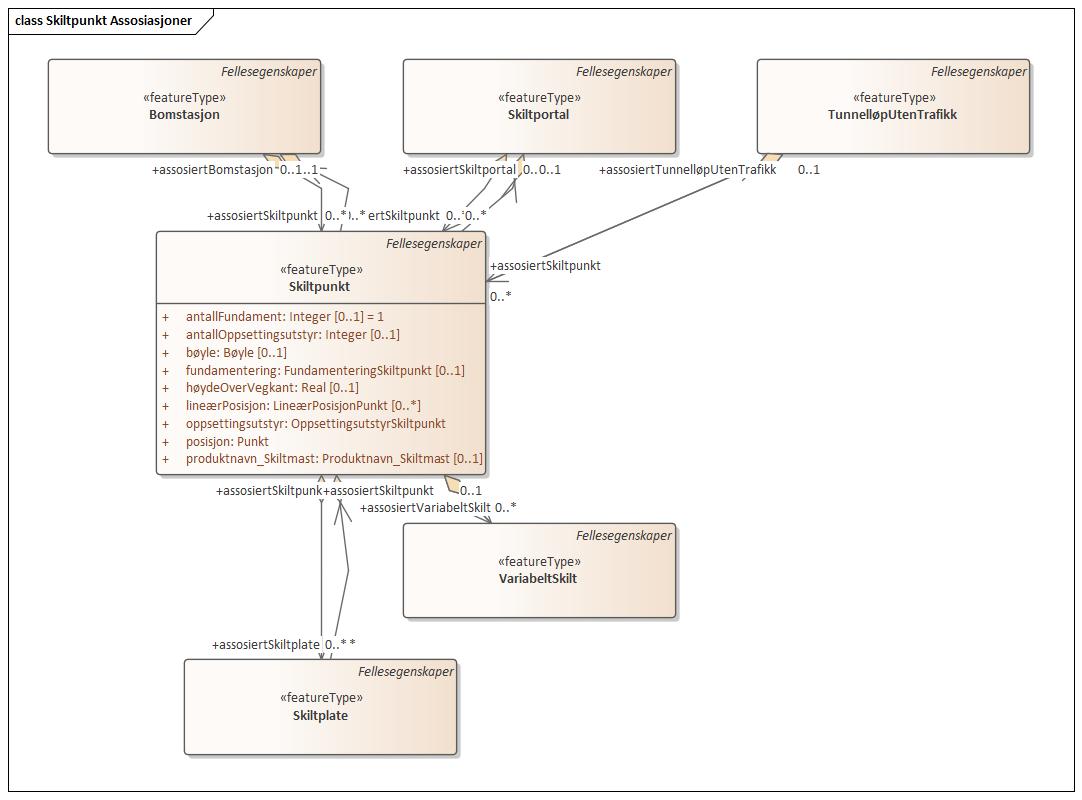 class Skiltpunkt Assosiasjoner
Fellesegenskaper
«featureType»
Bomstasjon
Fellesegenskaper
«featureType»
Skiltportal
Fellesegenskaper
«featureType»
TunnelløpUtenTrafikk
+assosiertBomstasjon 0..1..1
+assosiertSkiltportal 0..0..1
+assosiertTunnelløpUtenTrafikk 0..1
+assosiertSkiltpunkt 0..* ..* ertSkiltpunkt 0..*0..*
+assosiertSkiltpunkt
0..*
Fellesegenskaper
«featureType»
Skiltpunkt
+ antallFundament: Integer [0..1] = 1
+ antallOppsettingsutstyr: Integer [0..1]
+ bøyle: Bøyle [0..1]
+ fundamentering: FundamenteringSkiltpunkt [0..1]
+ høydeOverVegkant: Real [0..1]
+ lineærPosisjon: LineærPosisjonPunkt [0..*]
+ oppsettingsutstyr: OppsettingsutstyrSkiltpunkt
+ posisjon: Punkt
+ produktnavn_Skiltmast: Produktnavn_Skiltmast [0..1]
+assosiertSkiltpunk+assosiertSkiltpunkt 0..1
+assosiertVariabeltSkilt 0..*
Fellesegenskaper
«featureType»
VariabeltSkilt
+assosiertSkiltplate 0..* *
Fellesegenskaper
«featureType»
Skiltplate